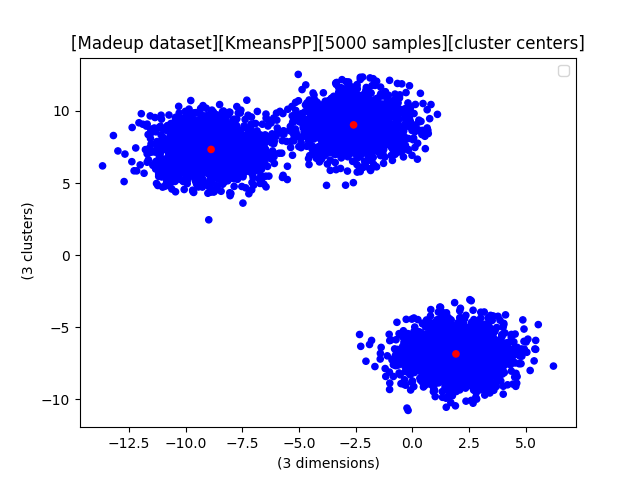 [Madeup dataset][KmeansPP][5000 samples][cluster centers]
10
5
0
−5
−10
(3 clusters)
−12.5 −10.0 −7.5 −5.0 −2.5 0.0 2.5 5.0
(3 dimensions)